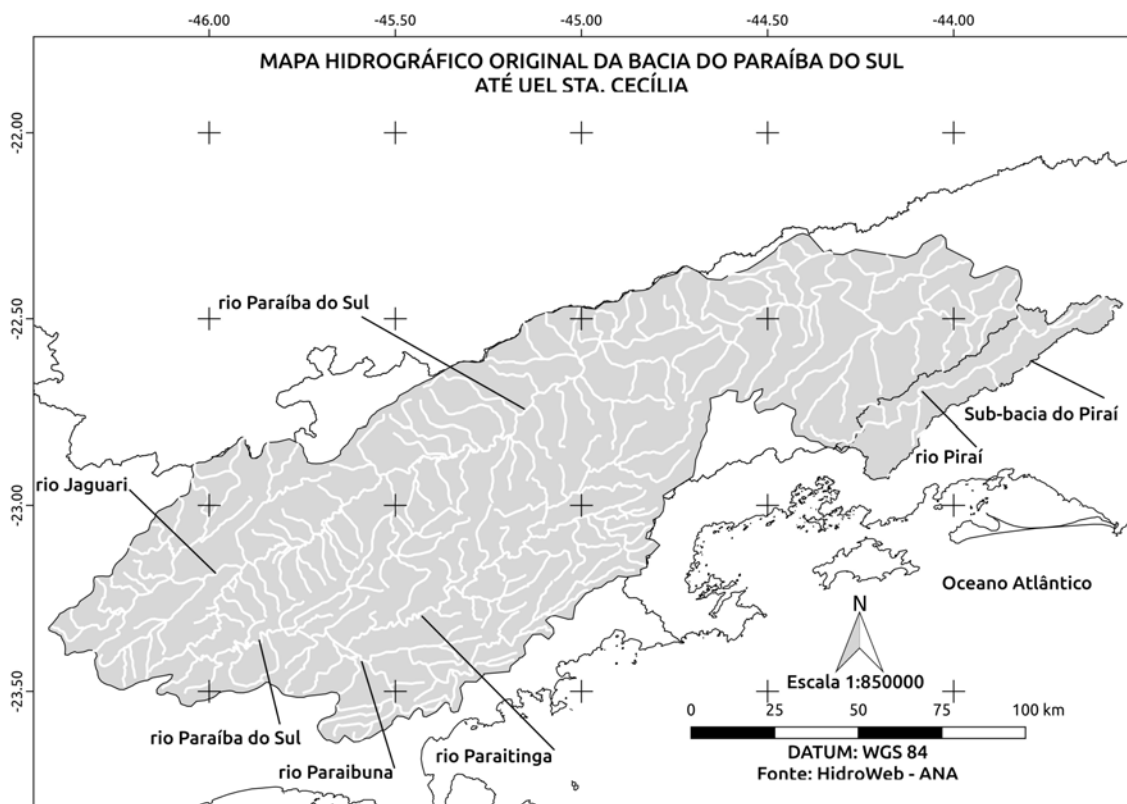 -46.00 -45.50 -45.00 -44.50 -44.00
MAPA HIDROGRÁFICO ORIGINAL DA BACIA DO PARAÍBA DO SUL
ATÉ UEL STA. CECÍLIA
-22.00
-22.50
-23.00
-23.50
rio Paraíba do Sul
Sub-bacia do Piraí
rio Piraí
rio Jaguari
Oceano Atlântico
N
Escala 1:850000
0 25 50 75 100 km
DATUM: WGS 84
Fonte: HidroWeb - ANA
rio Paraíba do Sul
rio Paraitinga
rio Paraibuna